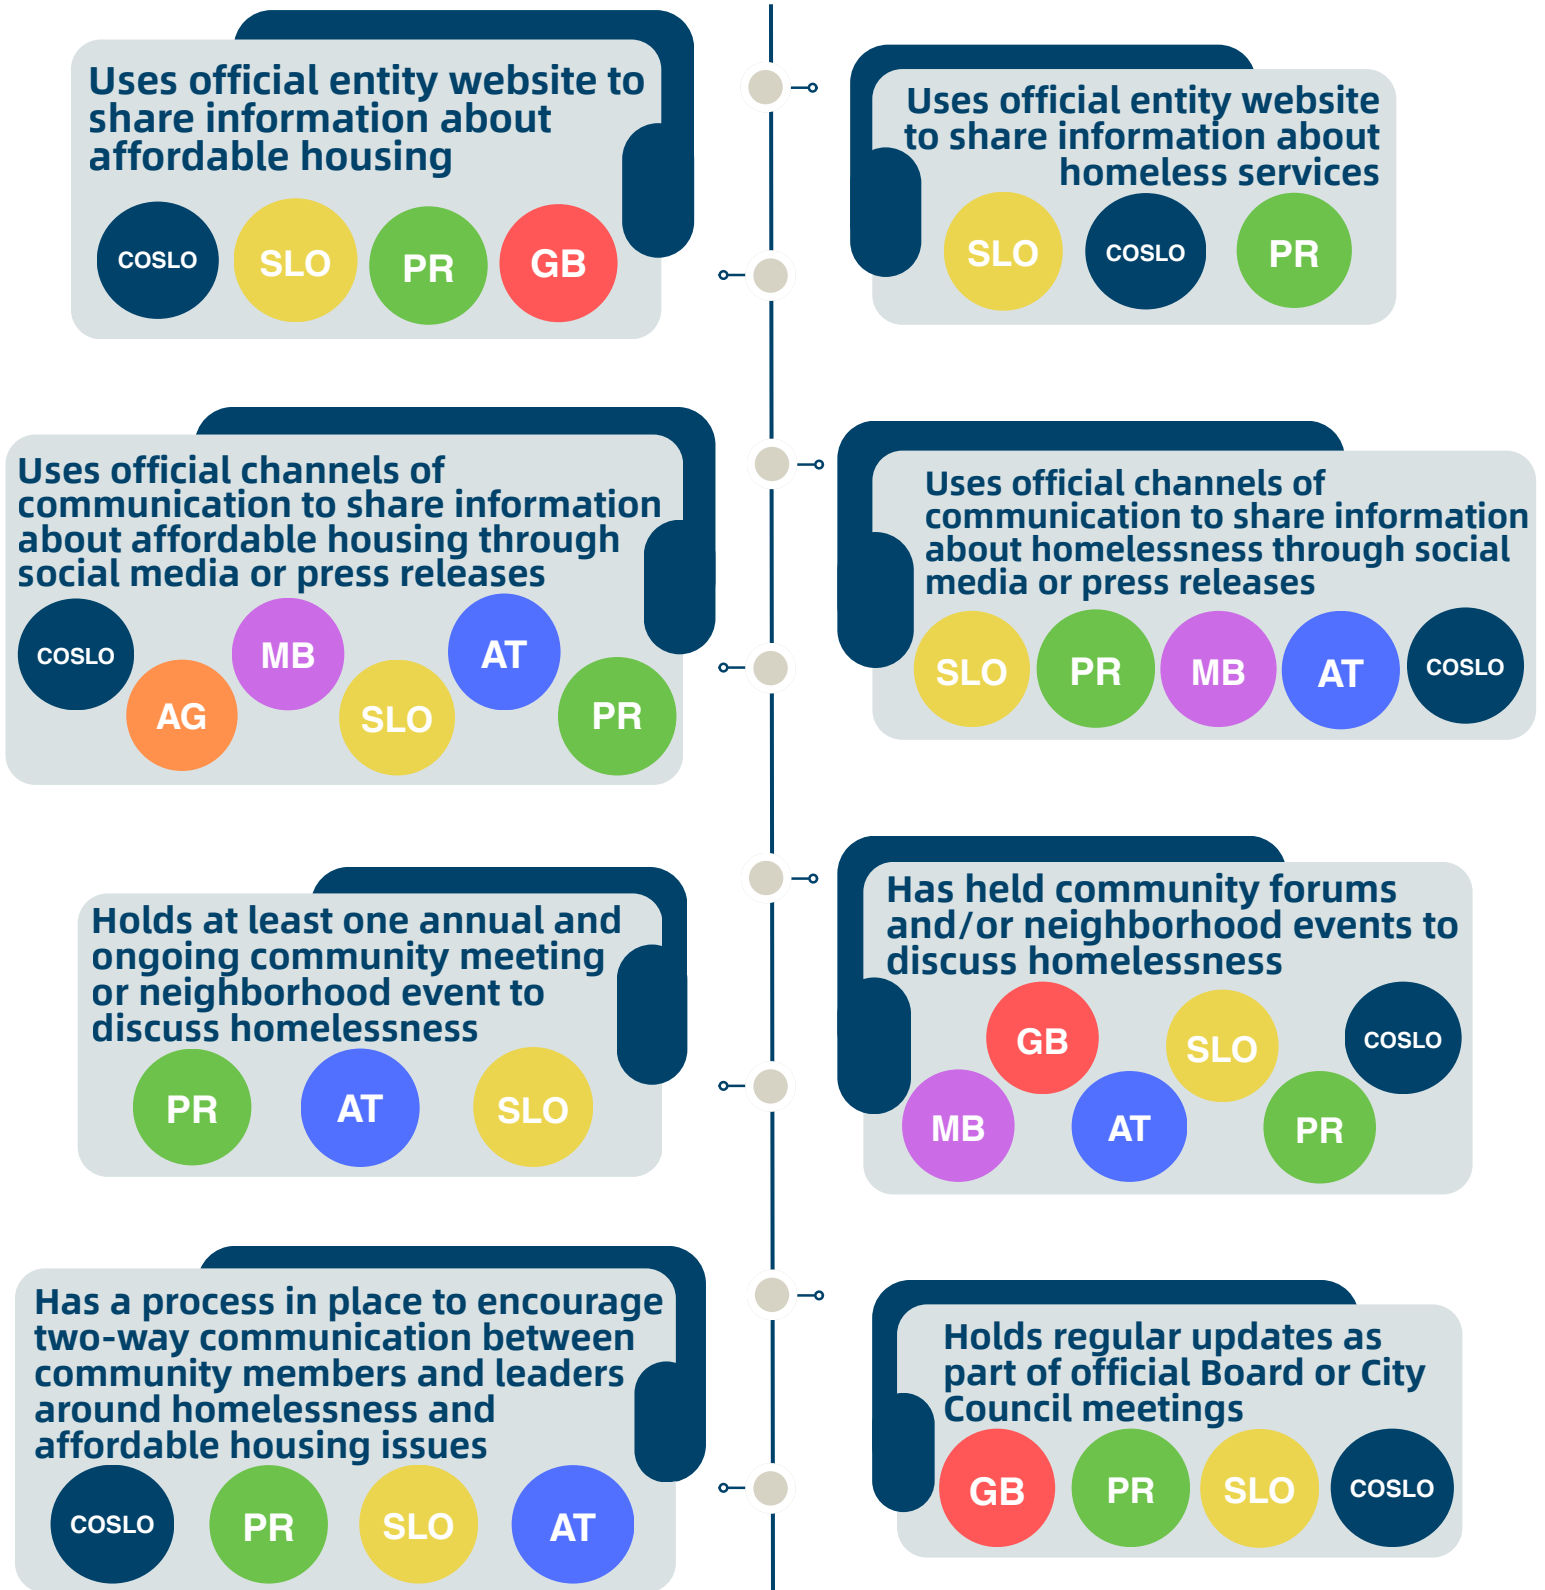 Uses official entity website to
share information about
affordable housing
COSLO
SLO
PR
GB
Uses official entity website
to share information about
homeless services
SLO
COSLO
PR
Uses official channels of
communication to share information
about affordable housing through
social media or press releases
COSLO
AG
MB
SLO
AT
PR
Uses official channels of
communication to share information
about homelessness through social
media or press releases
SLO
PR
MB
AT
COSLO
Holds at least one annual and
ongoing community meeting
or neighborhood event to
discuss homelessness
PR
AT
SLO
Has held community forums
and/or neighborhood events to
discuss homelessness
MB
GB
AT
SLO
PR
COSLO
Has a process in place to encourage
two-way communication between
community members and leaders
around homelessness and
affordable housing issues
COSLO
PR
SLO
AT
Holds regular updates as
part of official Board or City
Council meetings
GB
PR
SLO
COSLO